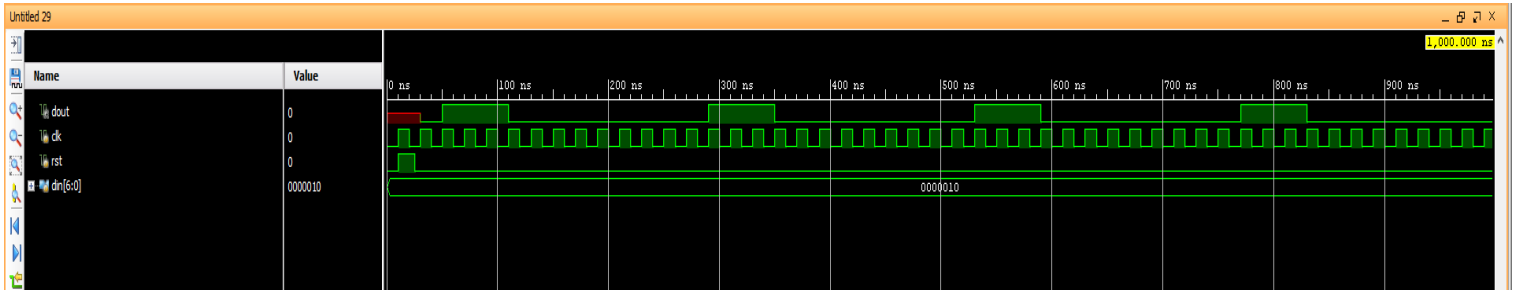 Untitled 29
1,000.000 ns
Name Value
0 ns 100 ns 200 ns 300 ns 400 ns 500 ns 600 ns 700 ns 800 ns 900 ns
dout 0
clk 0
rst 0
din[6:0] 0000010 0000010